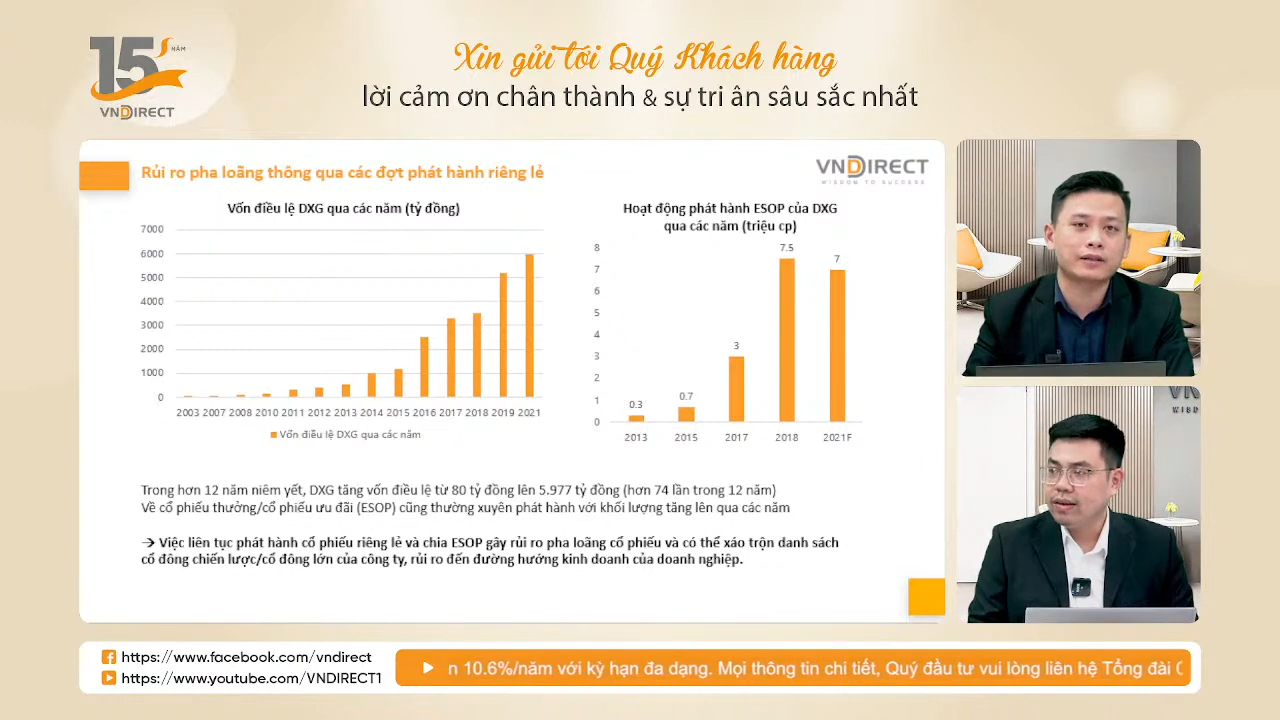 15 NĂM
VNDIRECT
Xin gửi tới Quý Khách hàng
lời cảm ơn chân thành & sự tri ân sâu sắc nhất
Rủi ro pha loãng thông qua các đợt phát hành riêng lẻ
VNDIRECT
WISDOM TO SUCCESS
Vốn điều lệ DXG qua các năm (tỷ đồng)
7000
6000
5000
4000
3000
2000
1000
0
2003 2007 2008 2010 2011 2012 2013 2014 2015 2016 2017 2018 2019 2021
Vốn điều lệ DXG qua các năm
Hoạt động phát hành ESOP của DXG
qua các năm (triệu cp)
8
7
6
5
4
3
2
1
0
0.3
0.7
3
7.5
7
2013 2015 2017 2018 2021F
Trong hơn 12 năm niêm yết, DXG tăng vốn điều lệ từ 80 tỷ đồng lên 5.977 tỷ đồng (hơn 74 lần trong 12 năm)
Về cổ phiếu thưởng/cổ phiếu ưu đãi (ESOP) cũng thường xuyên phát hành với khối lượng tăng lên qua các năm
→ Việc liên tục phát hành cổ phiếu riêng lẻ và chia ESOP gây rủi ro pha loãng cổ phiếu và có thể xáo trộn danh sách
cổ đông chiến lược/cổ đông lớn của công ty, rủi ro đến đường hướng kinh doanh của doanh nghiệp.
VN
WISD
https://www.facebook.com/vndirect
https://www.youtube.com/VNDIRECT1
n 10.6%/năm với kỳ hạn đa dạng. Mọi thông tin chi tiết, Quý đầu tư vui lòng liên hệ Tổng đài